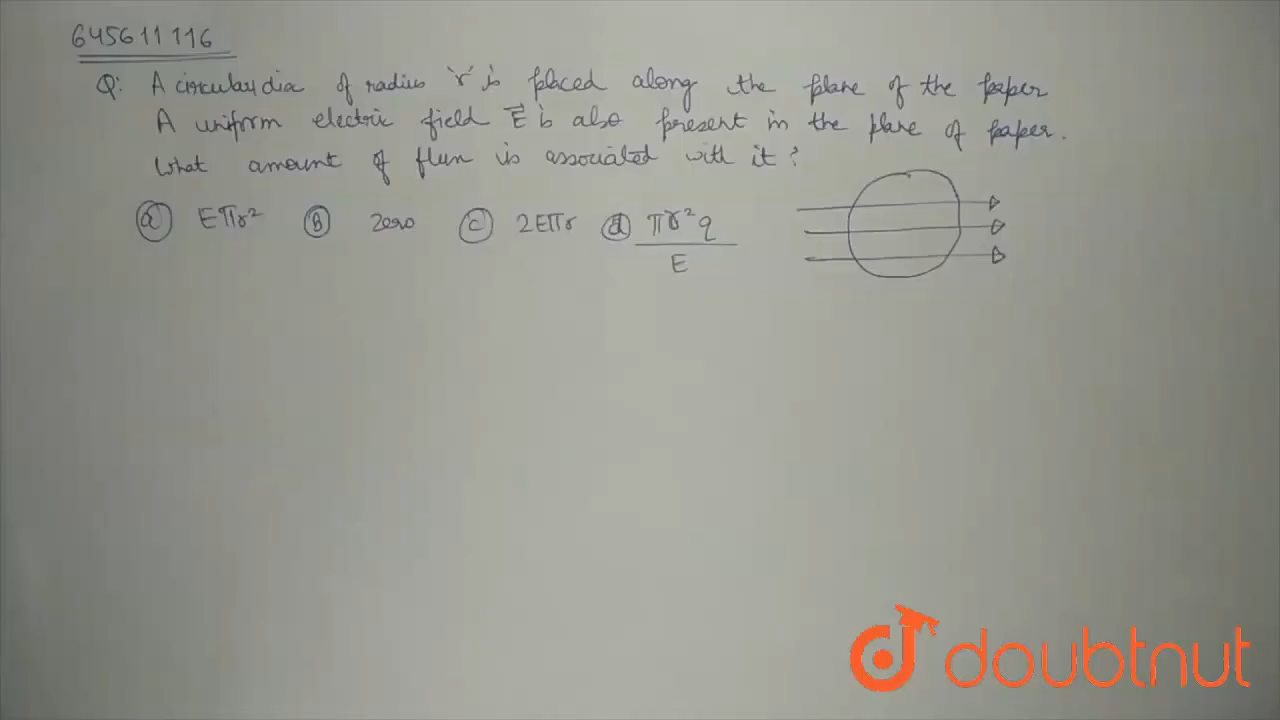 645611116
Q: A circular dia of radius 'r' is placed along the plane of the paper
A uniform electric field E⃗ is also present in the plane of paper.
What amount of flux is associated with it?
(a) Eπr² (B) Zero (c) 2Eπr (d) πr²q/E
doubtnut